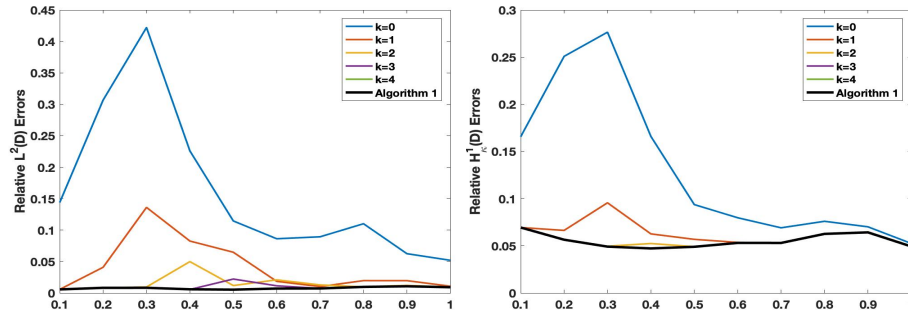 Relative L²(D) Errors
0.45
0.4
0.35
0.3
0.25
0.2
0.15
0.1
0.05
0
0.1 0.2 0.3 0.4 0.5 0.6 0.7 0.8 0.9 1
k=0
k=1
k=2
k=3
k=4
Algorithm 1
Relative H¹κ(D) Errors
0.3
0.25
0.2
0.15
0.1
0.05
0
0.1 0.2 0.3 0.4 0.5 0.6 0.7 0.8 0.9
k=0
k=1
k=2
k=3
k=4
Algorithm 1